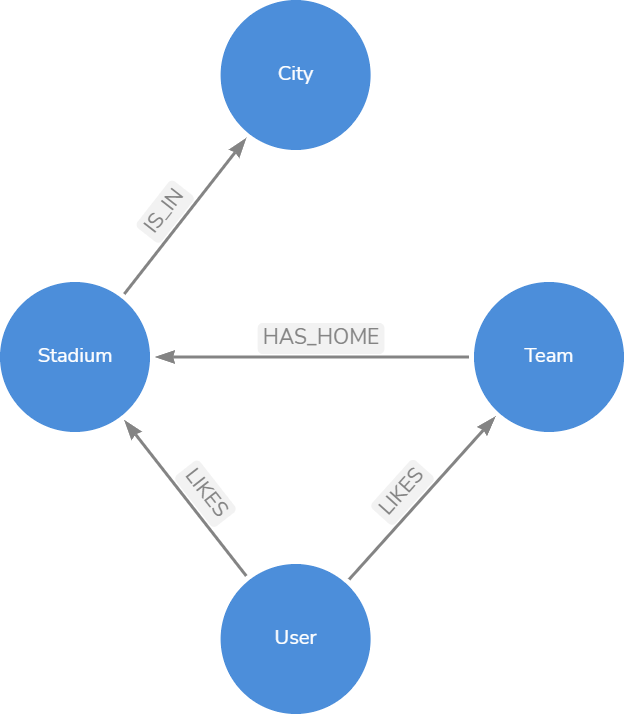 City
IS_IN
HAS_HOME
Stadium
Team
LIKES
LIKES
User